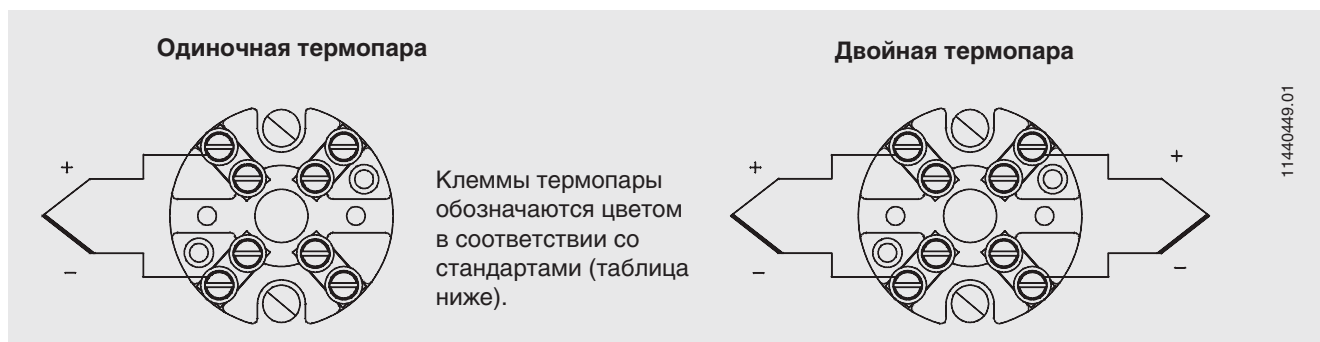 Одиночная термопара
Двойная термопара
+
−
Клеммы термопары
обозначаются цветом
в соответствии со
стандартами (таблица
ниже).
+
−
+
−
11440449.01